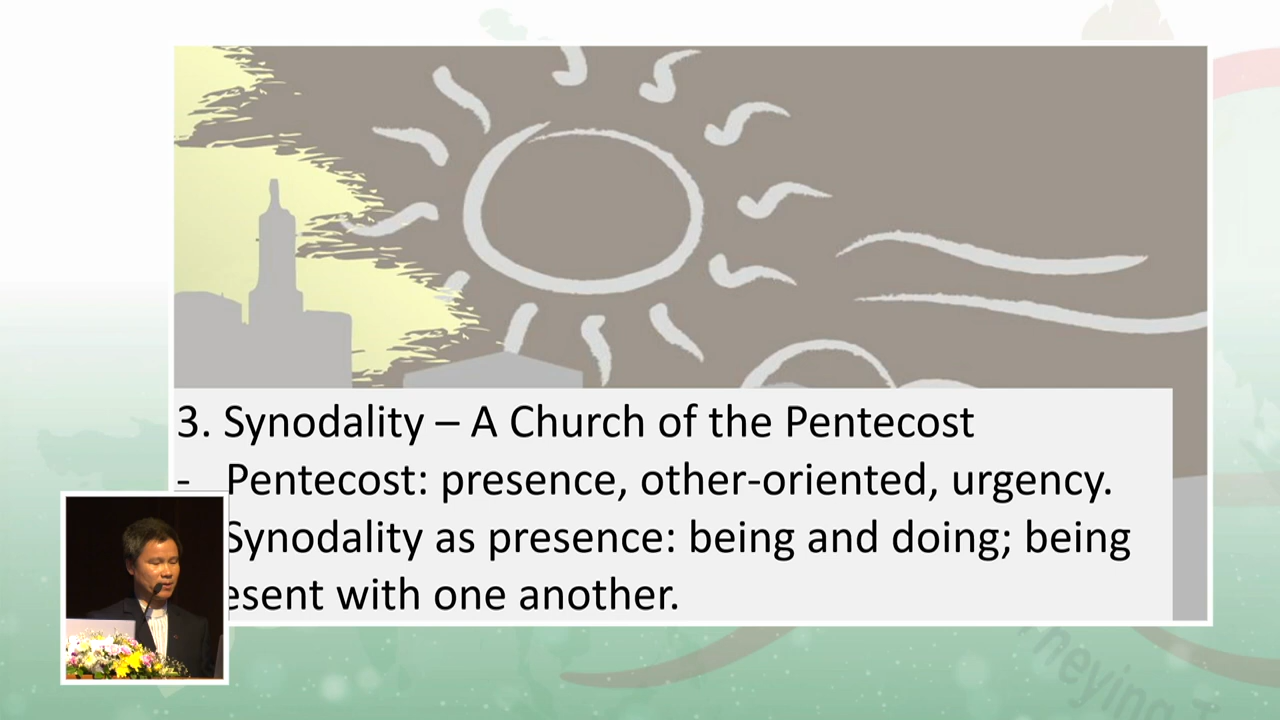 3. Synodality – A Church of the Pentecost
- Pentecost: presence, other-oriented, urgency.
Synodality as presence: being and doing; being
esent with one another.
neying T